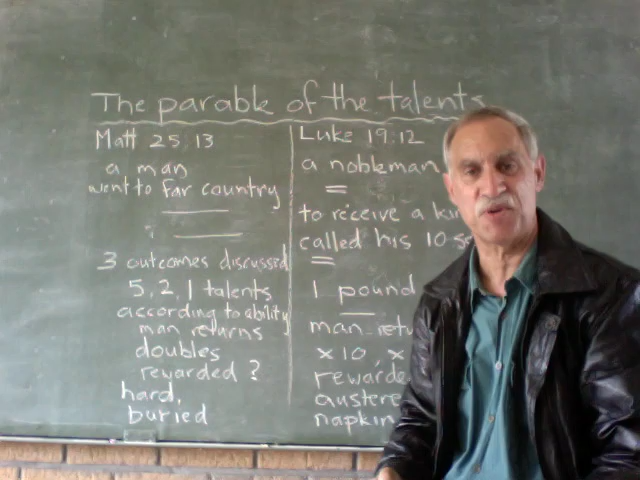 The parable of the talents
Matt 25:13
a man
went to far country
3 outcomes discussed
5, 2, 1 talents
according to ability
man returns
doubles
rewarded ?
hard,
buried
Luke 19:12
a nobleman
to receive a
called his 10
1 pound
man
x 10, x
austere
napkin